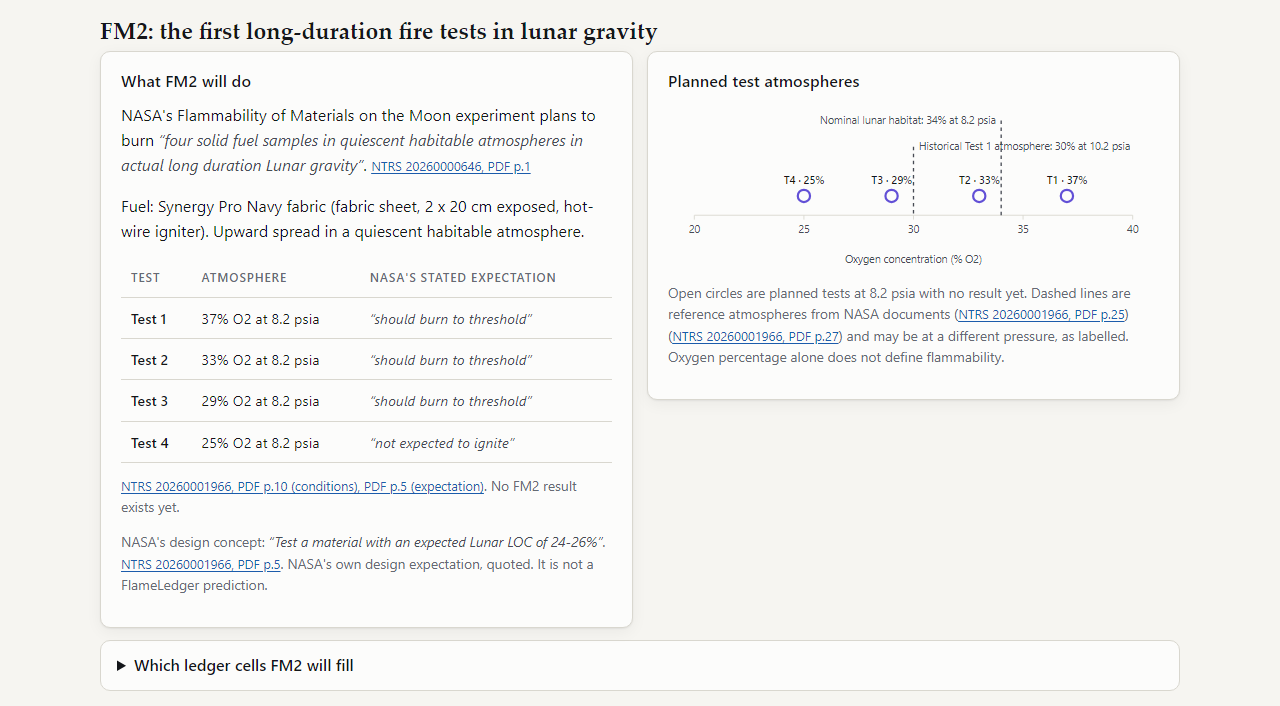 FM2: the first long-duration fire tests in lunar gravity
What FM2 will do
NASA's Flammability of Materials on the Moon experiment plans to
burn “four solid fuel samples in quiescent habitable atmospheres in
actual long duration Lunar gravity”. NTRS 20260000646, PDF p.1
Fuel: Synergy Pro Navy fabric (fabric sheet, 2 x 20 cm exposed, hot-
wire igniter). Upward spread in a quiescent habitable atmosphere.
TEST ATMOSPHERE NASA'S STATED EXPECTATION
Test 1 37% O2 at 8.2 psia “should burn to threshold”
Test 2 33% O2 at 8.2 psia “should burn to threshold”
Test 3 29% O2 at 8.2 psia “should burn to threshold”
Test 4 25% O2 at 8.2 psia “not expected to ignite”
NTRS 20260001966, PDF p.10 (conditions), PDF p.5 (expectation). No FM2 result
exists yet.
NASA's design concept: “Test a material with an expected Lunar LOC of 24-26%”.
NTRS 20260001966, PDF p.5. NASA's own design expectation, quoted. It is not a
FlameLedger prediction.
Planned test atmospheres
Nominal lunar habitat: 34% at 8.2 psia
Historical Test 1 atmosphere: 30% at 10.2 psia
T4 · 25% T3 · 29% T2 · 33% T1 · 37%
20 25 30 35 40
Oxygen concentration (% O2)
Open circles are planned tests at 8.2 psia with no result yet. Dashed lines are
reference atmospheres from NASA documents (NTRS 20260001966, PDF p.25)
(NTRS 20260001966, PDF p.27) and may be at a different pressure, as labelled.
Oxygen percentage alone does not define flammability.
Which ledger cells FM2 will fill